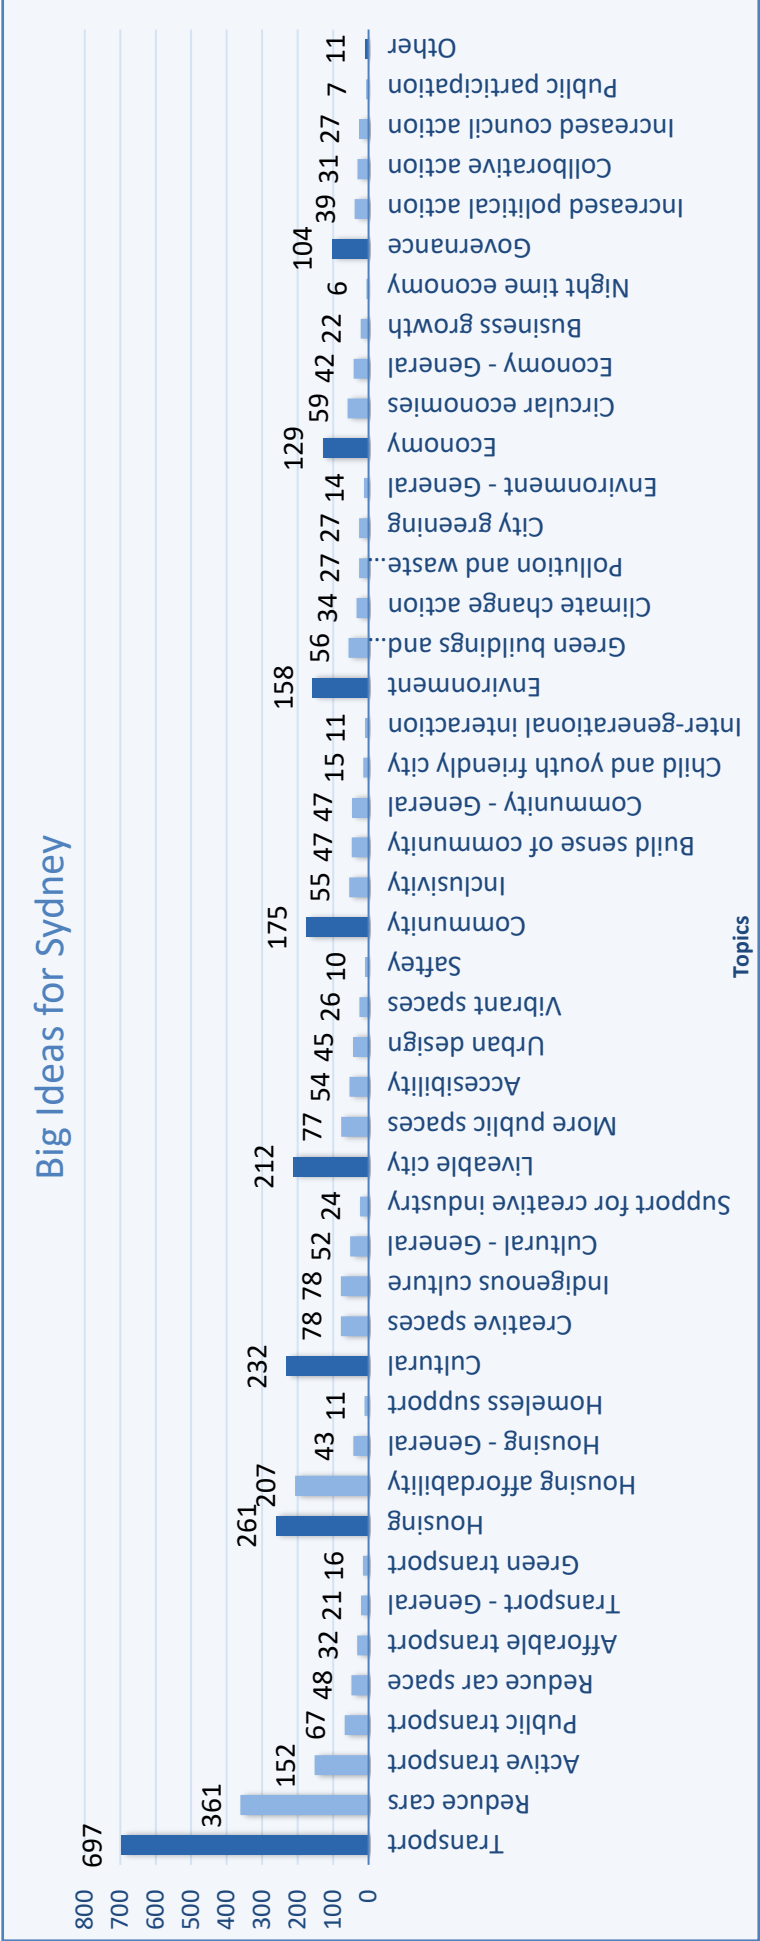 Big Ideas for Sydney
800
700
600
500
400
300
200
100
0
697
361
152
67
48
32
21
16
261
207
43
11
232
78
78
52
24
212
77
54
45
26
10
175
55
47
47
15
11
158
56
34
27
27
14
129
59
42
22
6
104
39
31
27
7
11
Transport
Reduce cars
Active transport
Public transport
Reduce car space
Afforable transport
Transport - General
Green transport
Housing
Housing affordability
Housing - General
Homeless support
Cultural
Creative spaces
Indigenous culture
Cultural - General
Support for creative industry
Liveable city
More public spaces
Accesibility
Urban design
Vibrant spaces
Saftey
Community
Inclusivity
Build sense of community
Community - General
Child and youth friendly city
Inter-generational interaction
Environment
Green buildings and...
Climate change action
Pollution and waste...
City greening
Environment - General
Economy
Circular economies
Economy - General
Business growth
Night time economy
Governance
Increased political action
Collborative action
Increased council action
Public participation
Other
Topics